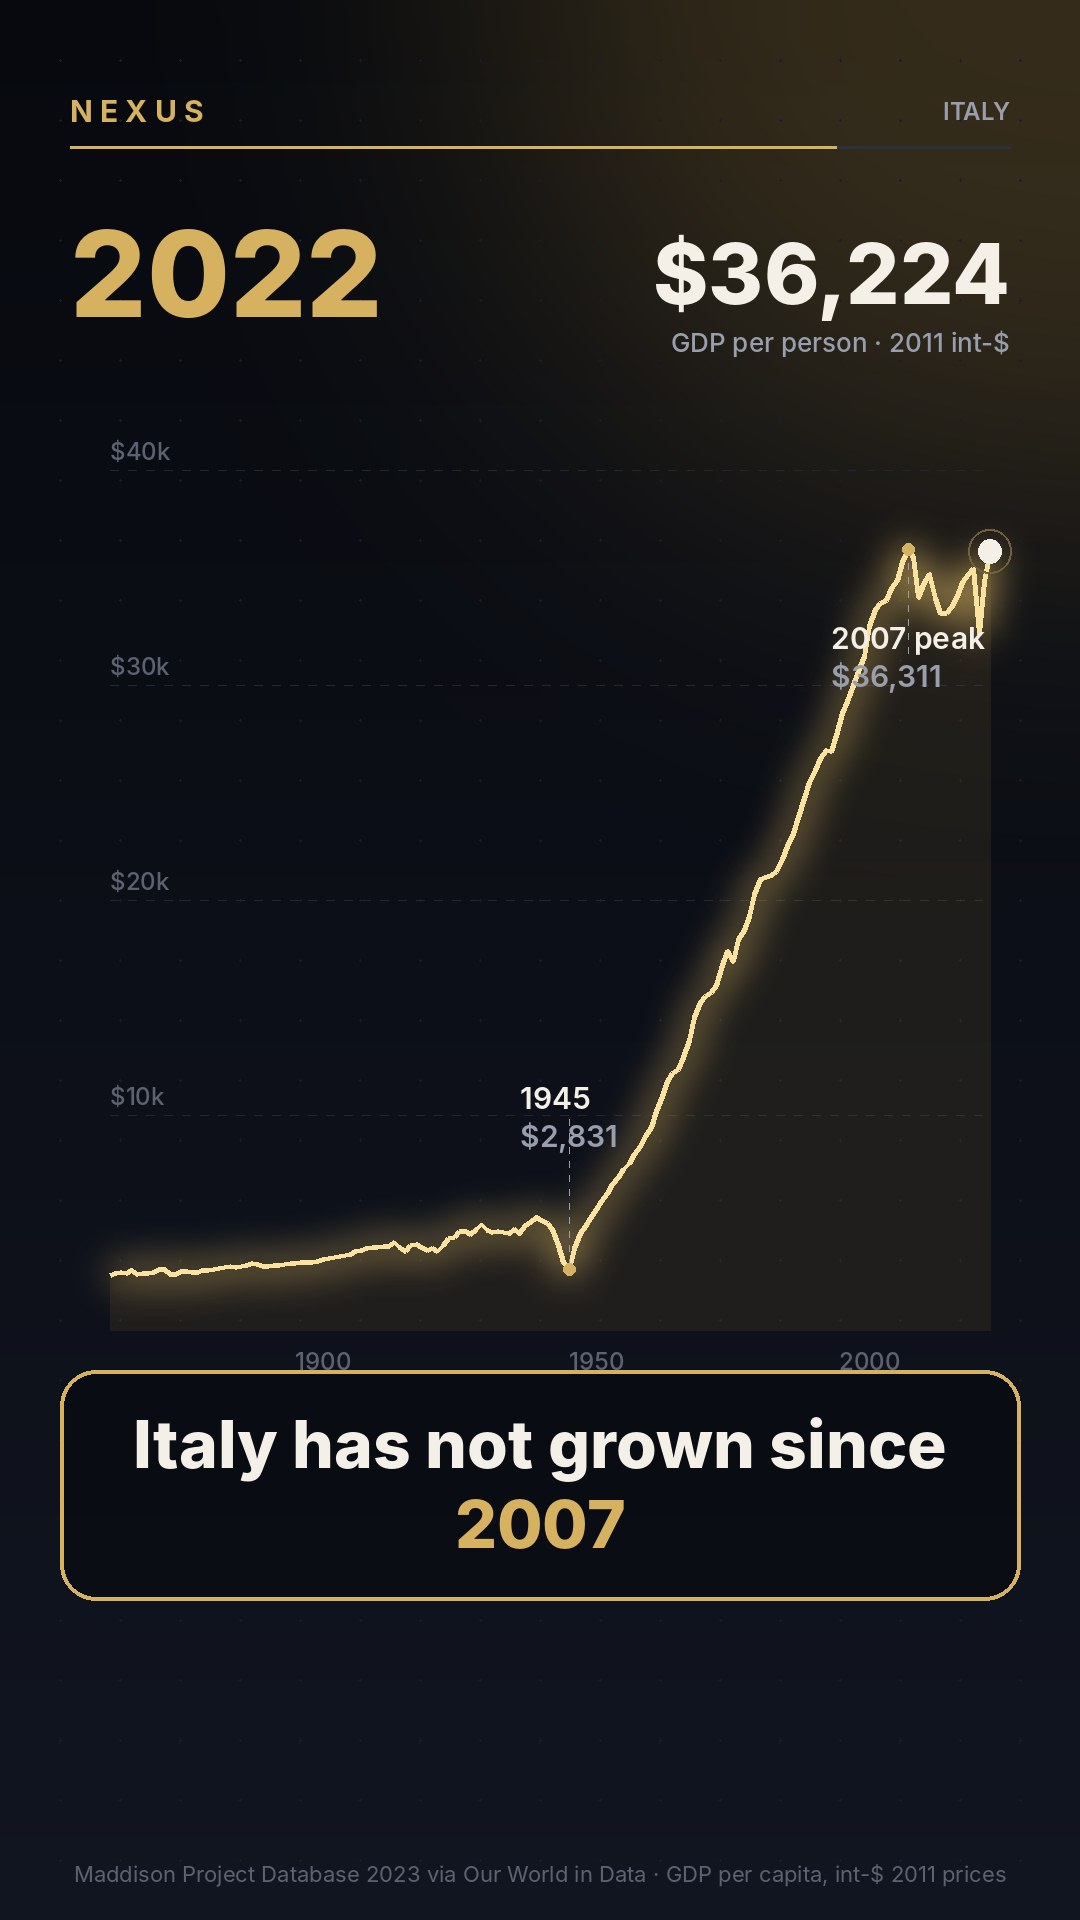 NEXUS
ITALY
2022
$36,224
GDP per person · 2011 int-$
$40k
2007 peak
$36,311
$30k
$20k
$10k
1945
$2,831
1900 1950 2000
Italy has not grown since
2007
Maddison Project Database 2023 via Our World in Data · GDP per capita, int-$ 2011 prices